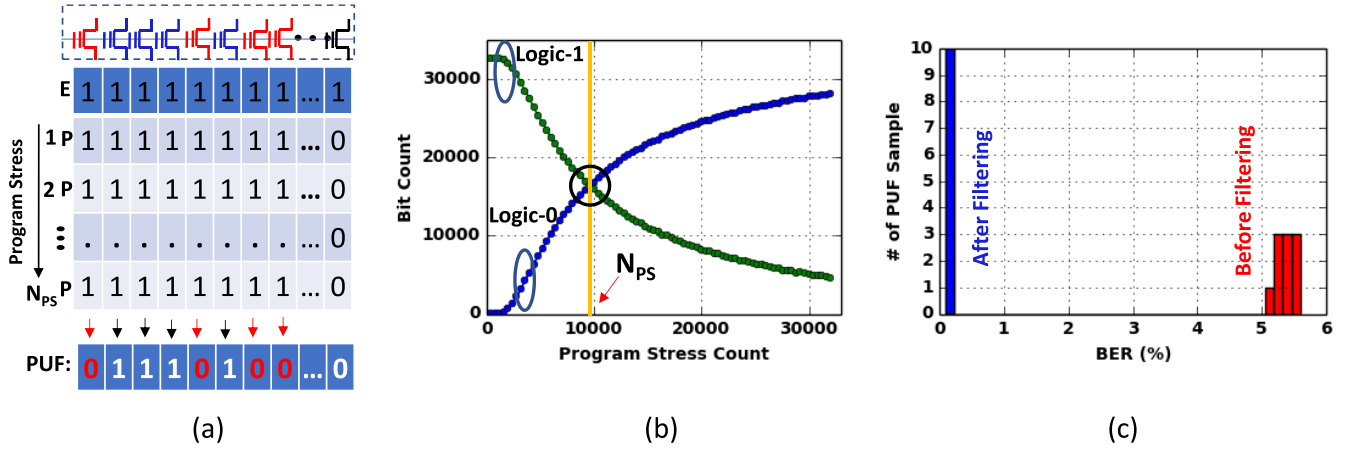 E 1 1 1 1 1 1 1 1 ... 1
Program Stress
1 P 1 1 1 1 1 1 1 1 ... 0
2 P 1 1 1 1 1 1 1 1 ... 0
. . . . . . . . ... 0
NPS P 1 1 1 1 1 1 1 1 ... 0
PUF: 0 1 1 1 0 1 0 0 ... 0
(a)
Bit Count
30000
20000
10000
0
Logic-1
Logic-0
NPS
0 10000 20000 30000
Program Stress Count
(b)
# of PUF Sample
10
9
8
7
6
5
4
3
2
1
0
After Filtering
Before Filtering
0 1 2 3 4 5 6
BER (%)
(c)